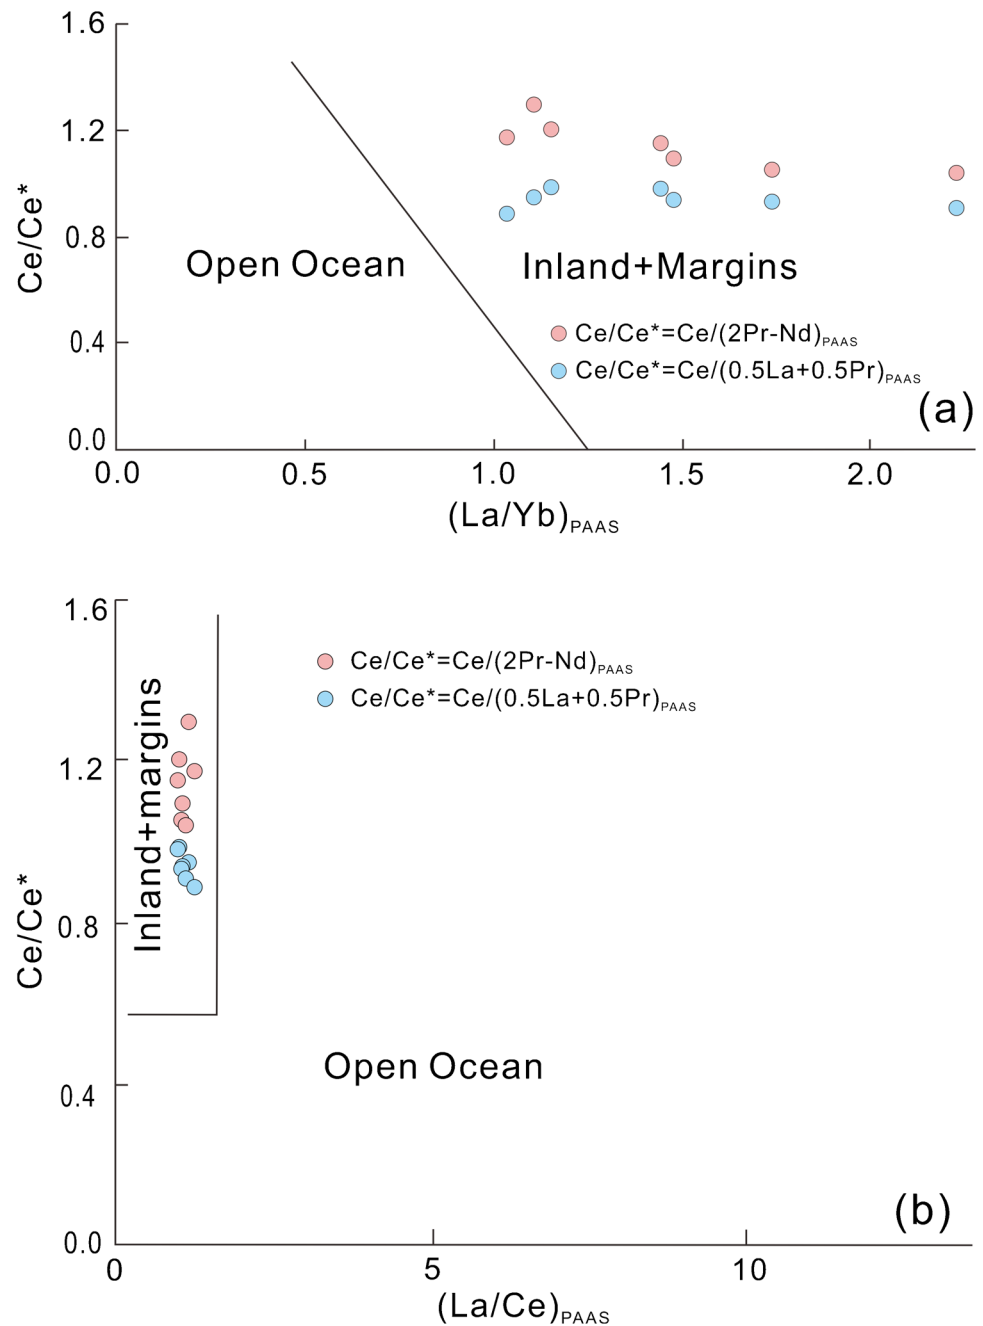 1.6
1.2
0.8
0.4
0.0
Ce/Ce*
Open Ocean
Inland+Margins
Ce/Ce*=Ce/(2Pr-Nd)PAAS
Ce/Ce*=Ce/(0.5La+0.5Pr)PAAS
(a)
0.0 0.5 1.0 1.5 2.0
(La/Yb)PAAS
1.6
1.2
0.8
0.4
0.0
Ce/Ce*
Inland+margins
Ce/Ce*=Ce/(2Pr-Nd)PAAS
Ce/Ce*=Ce/(0.5La+0.5Pr)PAAS
Open Ocean
(b)
0 5 10
(La/Ce)PAAS